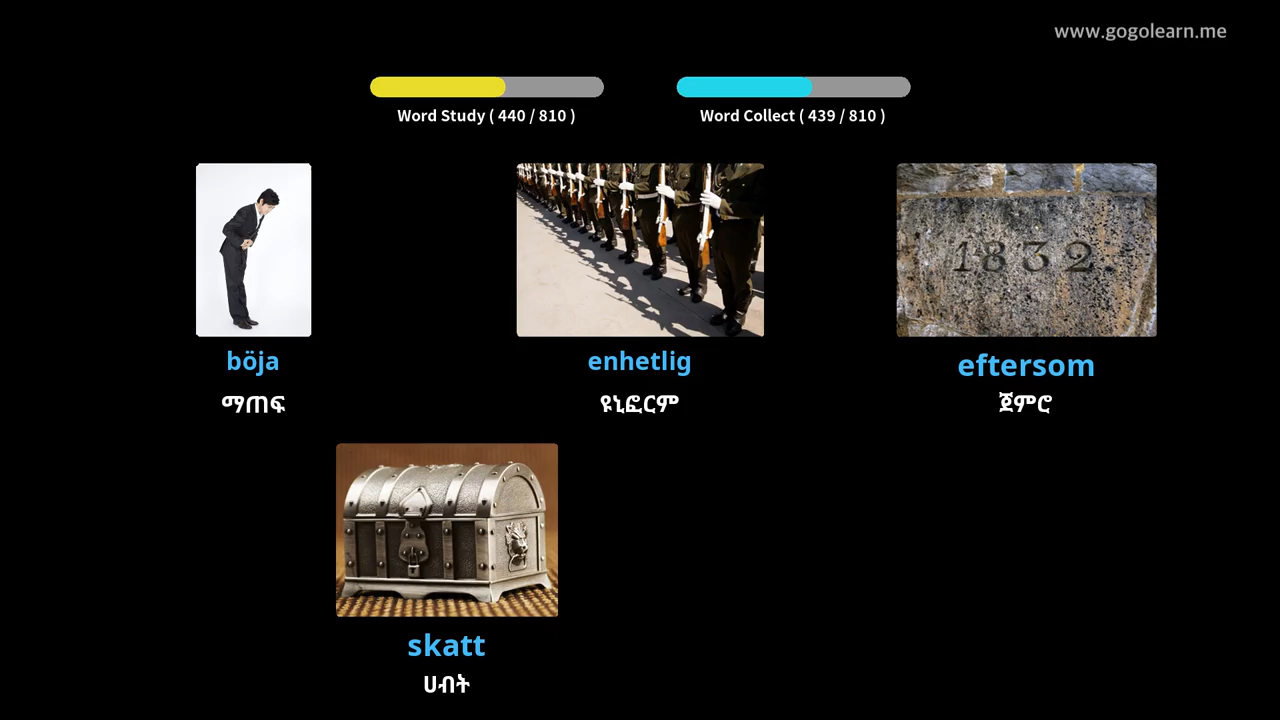 www.gogolearn.me
Word Study ( 440 / 810 )
Word Collect ( 439 / 810 )
1832.
böja
enhetlig
eftersom
ማጠፍ
ዩኒፎርም
ጀምሮ
skatt
ሀብት